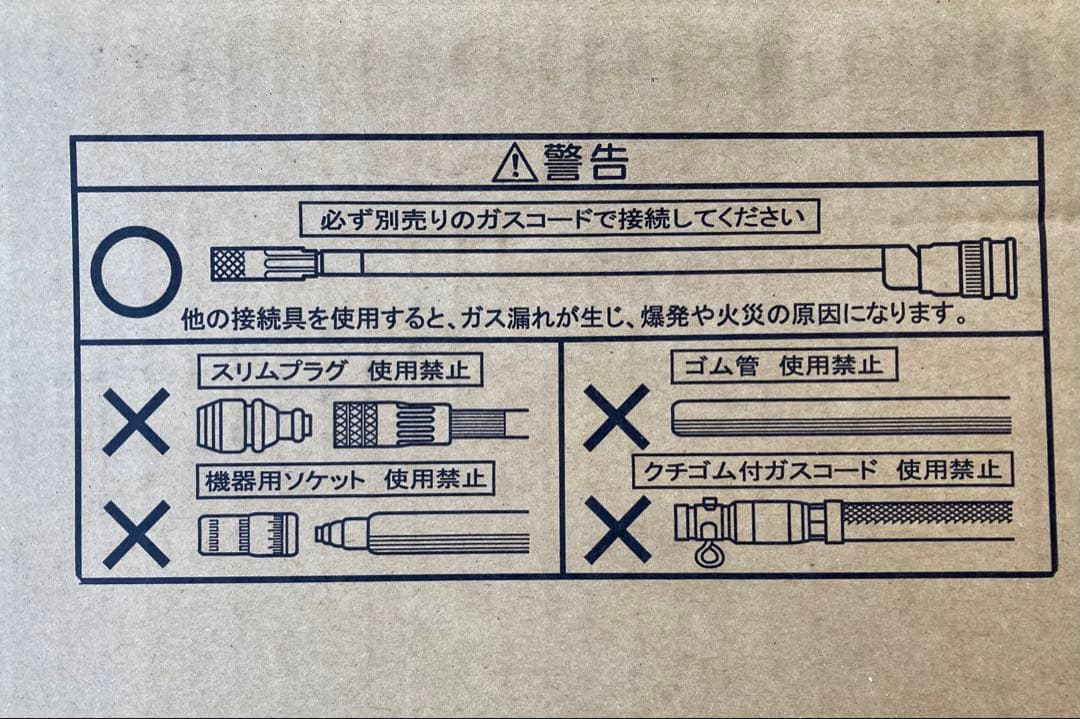 ⚠警告
必ず別売りのガスコードで接続してください
他の接続具を使用すると、ガス漏れが生じ、爆発や火災の原因になります。
スリムプラグ 使用禁止
機器用ソケット 使用禁止
ゴム管 使用禁止
クチゴム付ガスコード 使用禁止